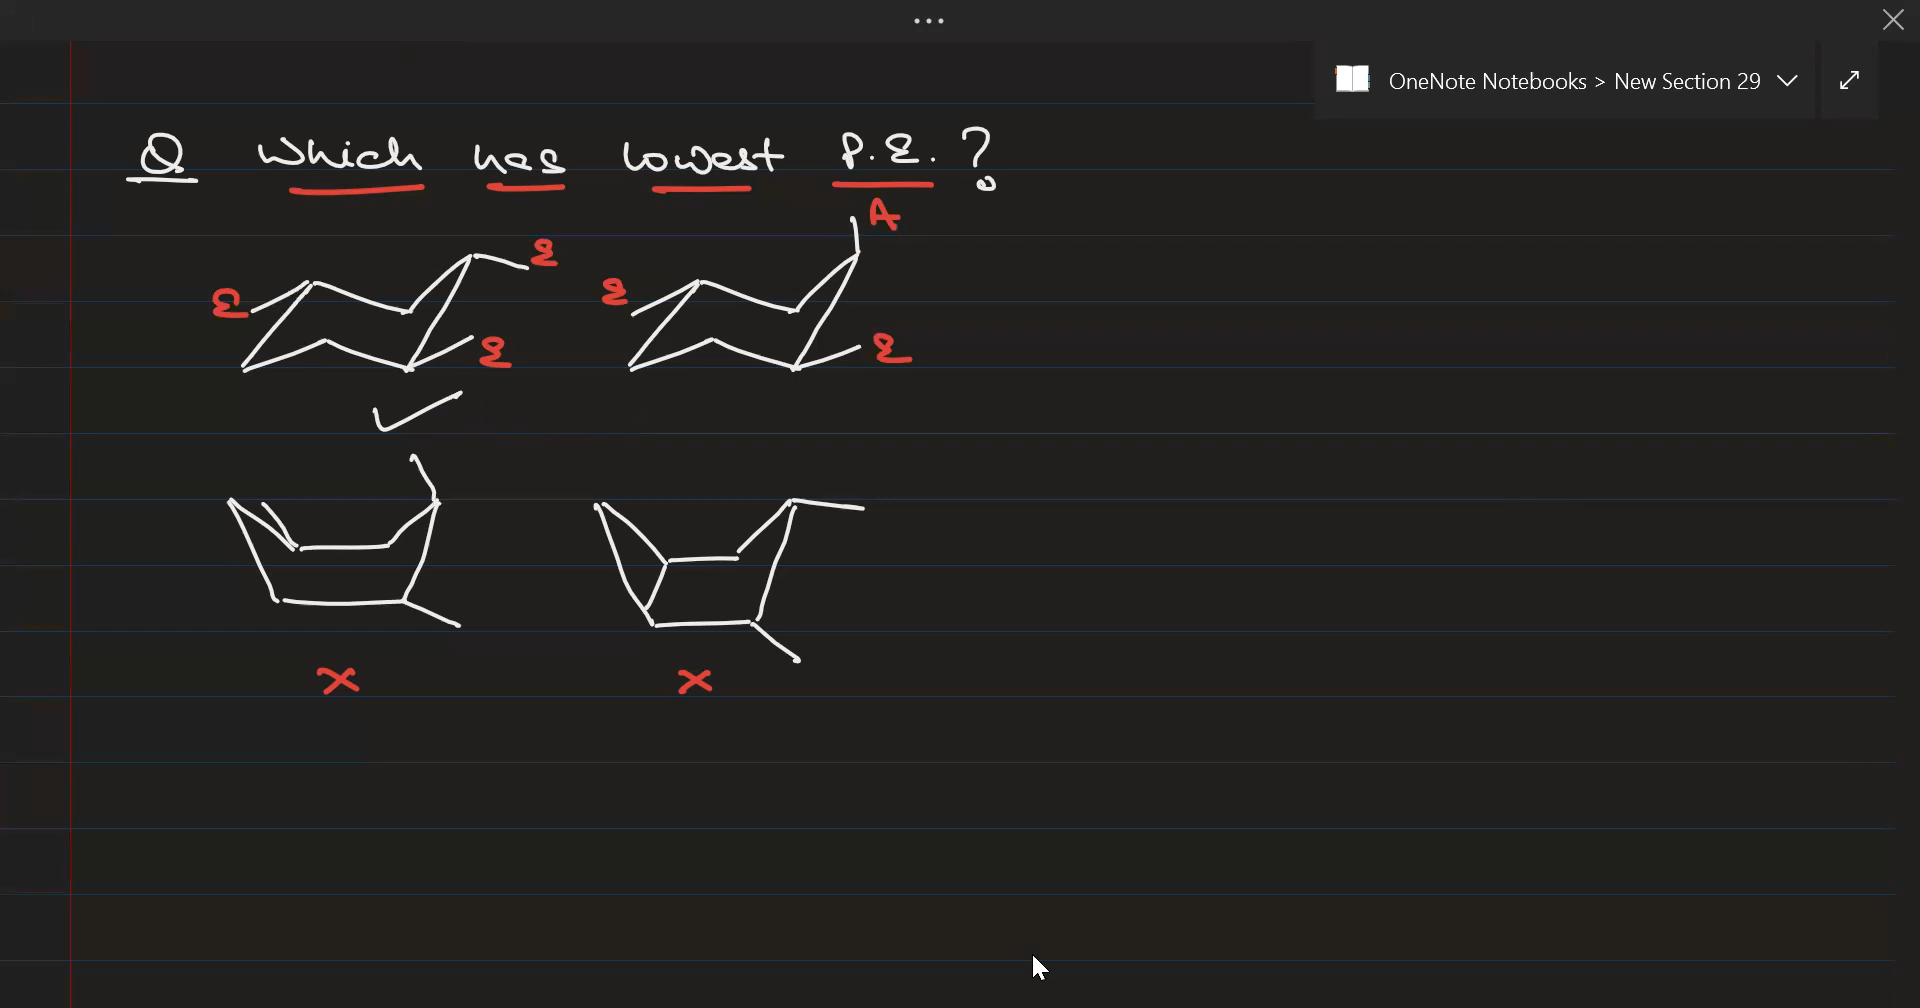 OneNote Notebooks > New Section 29
Q Which has lowest P.E. ?
E E A
E
E E
x x